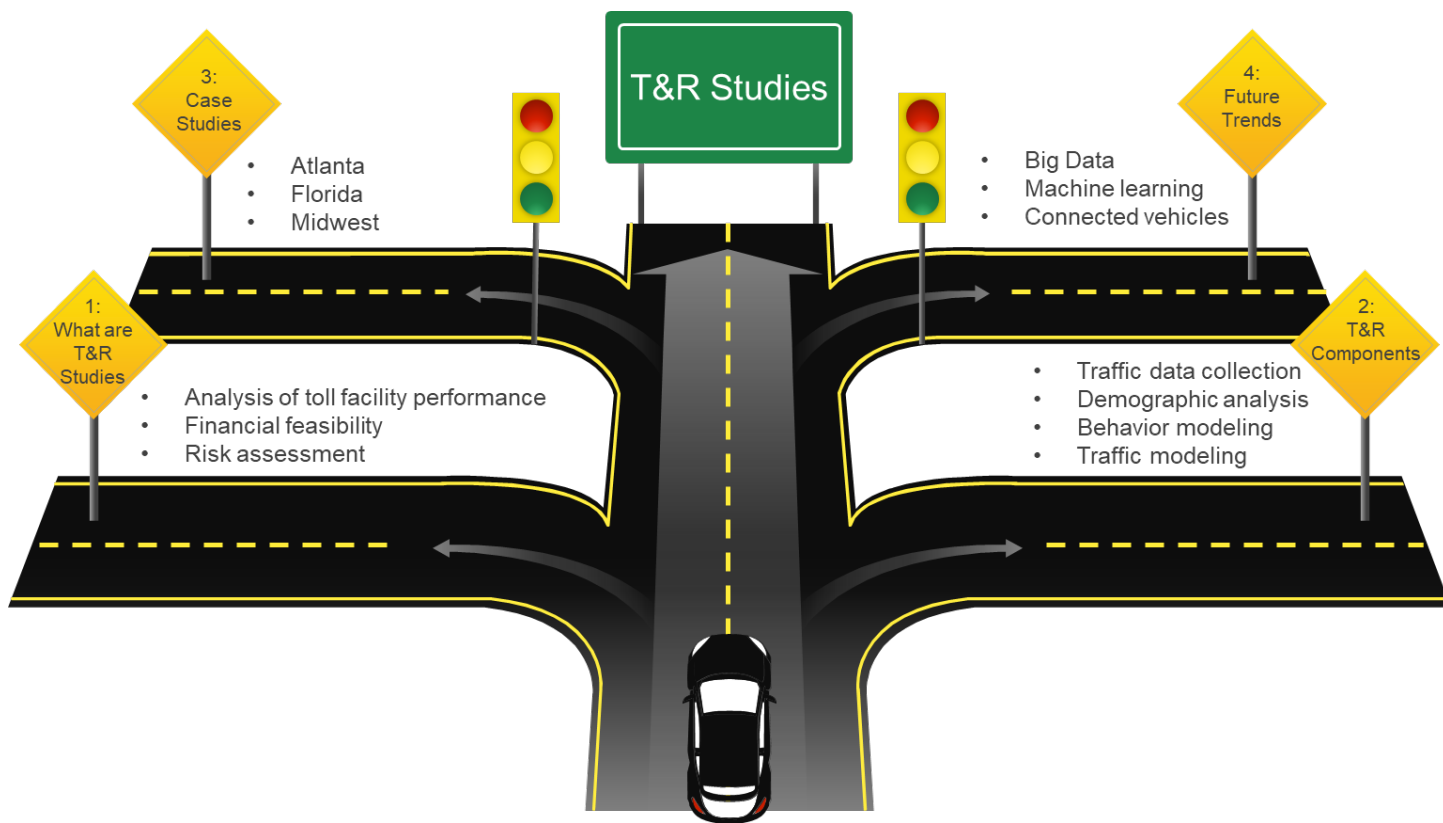 T&R Studies
1:
What are
T&R
Studies
• Analysis of toll facility performance
• Financial feasibility
• Risk assessment
2:
T&R
Components
• Traffic data collection
• Demographic analysis
• Behavior modeling
• Traffic modeling
3:
Case
Studies
• Atlanta
• Florida
• Midwest
4:
Future
Trends
• Big Data
• Machine learning
• Connected vehicles